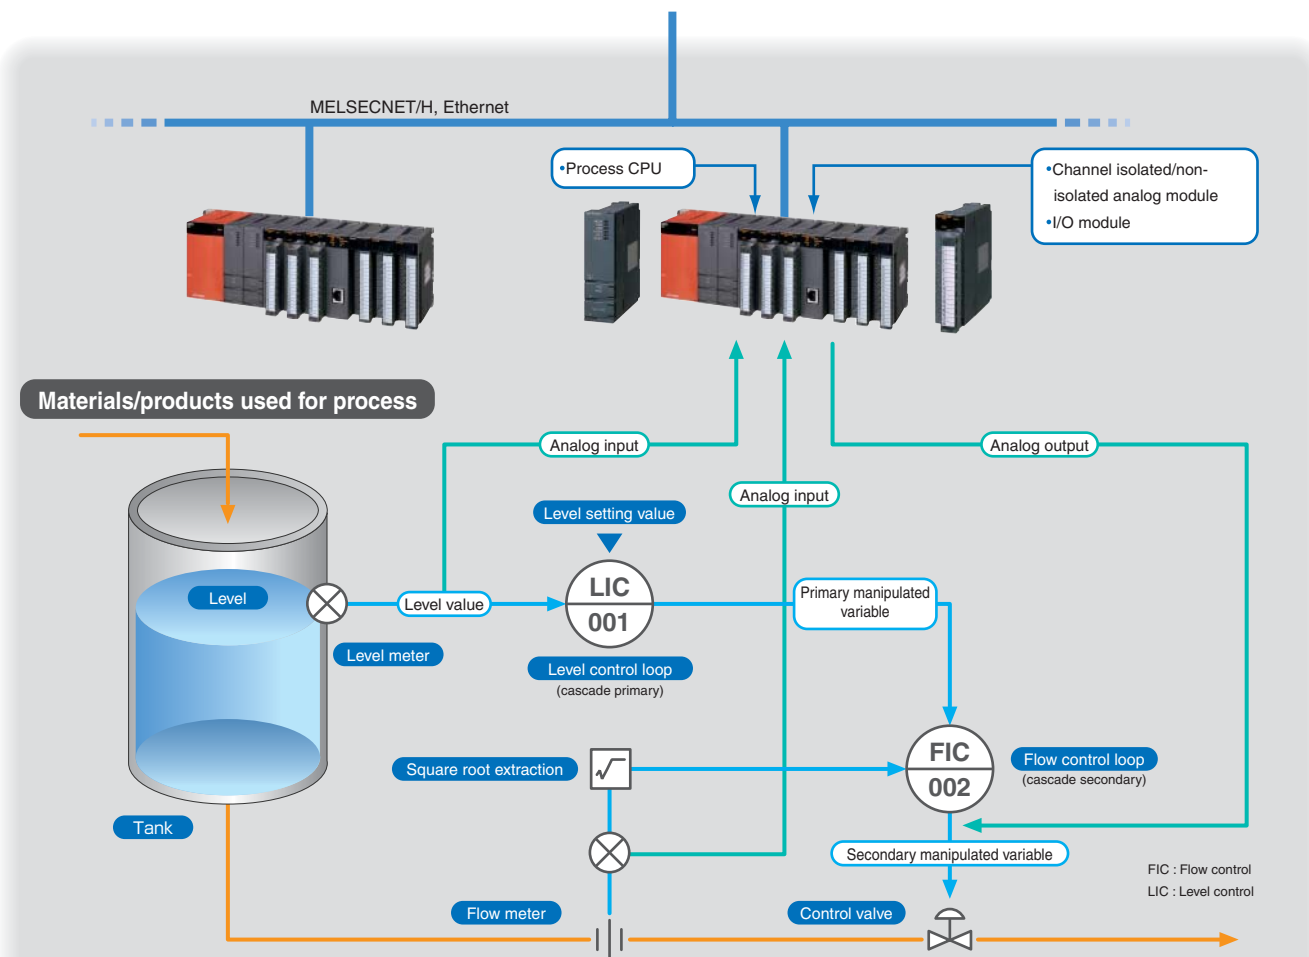 MELSECNET/H, Ethernet
•Process CPU
•Channel isolated/non-
isolated analog module
•I/O module
Materials/products used for process
Analog input
Analog output
Analog input
Level setting value
Level
Level value
LIC
001
Primary manipulated
variable
Level meter
Level control loop
(cascade primary)
Square root extraction
√
FIC
002
Flow control loop
(cascade secondary)
Tank
Secondary manipulated variable
FIC : Flow control
LIC : Level control
Flow meter
Control valve